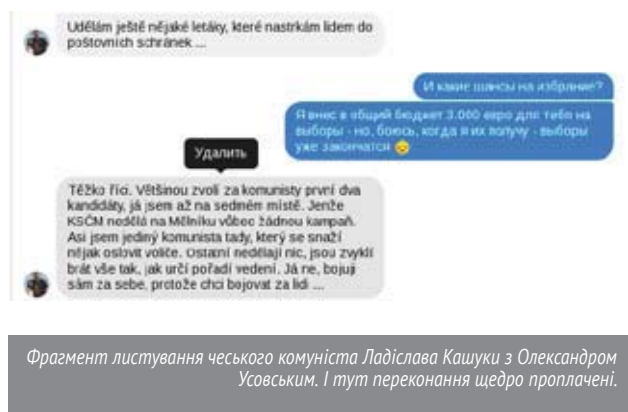 Udělám ještě nějaké letáky, které nastrkám lidem do
poštovních schránek ...
И какие шансы на избрание?
Я внес в общий бюджет 3.000 евро для тебя на
выборы - но, боюсь, когда я их получу - выборы
уже закончатся 😞
Удалить
Těžko říci. Většinou zvolí za komunisty první dva
kandidáty, já jsem až na sedmém místě. Jenže
KSČM nedělá na Mělníku vůbec žádnou kampaň.
Asi jsem jediný komunista tady, který se snaží
nějak oslovit voliče. Ostatní nedělají nic, jsou zvyklí
brát vše tak, jak určí pořadí vedení. Já ne, bojuji
sám za sebe, protože chci bojovat za lidi ...
Фрагмент листування чеського комуніста Ладіслава Кашуки з Олександром
Усовським. І тут переконання щедро проплачені.